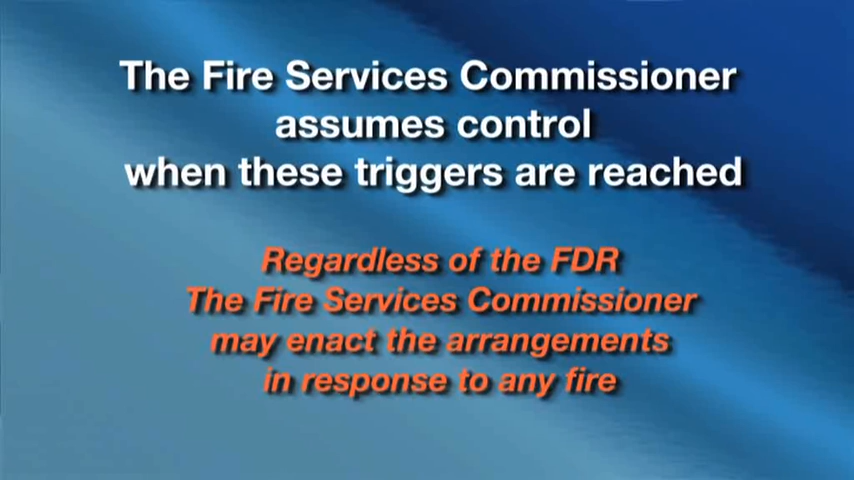 The Fire Services Commissioner
assumes control
when these triggers are reached
Regardless of the FDR
The Fire Services Commissioner
may enact the arrangements
in response to any fire